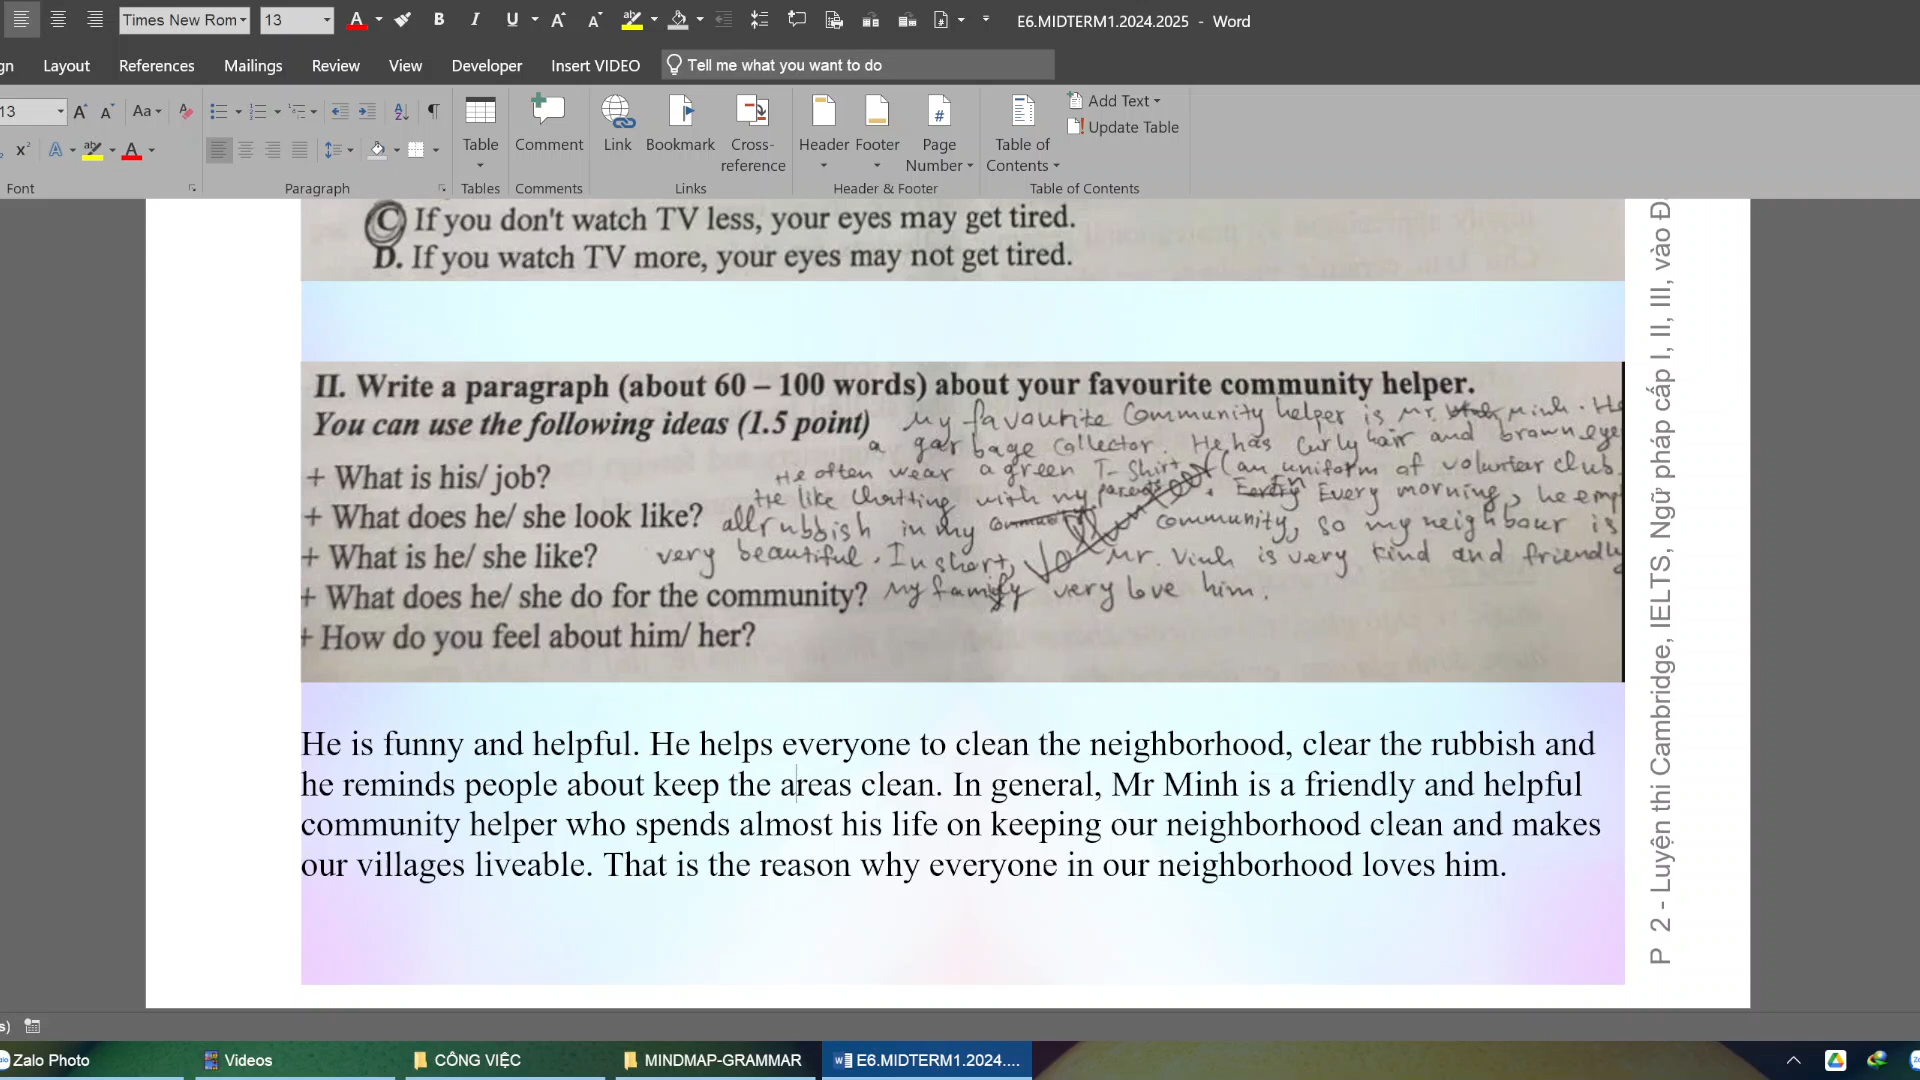 Times New Rom 13 A B I U A A E6.MIDTERM1.2024.2025 - Word
gn Layout References Mailings Review View Developer Insert VIDEO Tell me what you want to do
13 A A Aa
Table Comment Link Bookmark Cross-reference Header Footer Page Number Table of Contents
Add Text
Update Table
Font Paragraph Tables Comments Links Header & Footer Table of Contents
C If you don't watch TV less, your eyes may get tired.
D. If you watch TV more, your eyes may not get tired.
II. Write a paragraph (about 60 – 100 words) about your favourite community helper.
You can use the following ideas (1.5 point)
+ What is his/ job?
+ What does he/ she look like?
+ What is he/ she like?
+ What does he/ she do for the community?
+ How do you feel about him/ her?
My favourite Community helper is Mr. Minh. He
a garbage collector. He has curly hair and brown eye
He often wear a green T-Shirt (an uniform of volunteer club.
He like chatting with my parents. Every morning, he emp
all rubbish in my community, so my neighbour is
very beautiful. In short, Mr. Vinh is very kind and friendly
My family very love him.
He is funny and helpful. He helps everyone to clean the neighborhood, clear the rubbish and
he reminds people about keep the areas clean. In general, Mr Minh is a friendly and helpful
community helper who spends almost his life on keeping our neighborhood clean and makes
our villages liveable. That is the reason why everyone in our neighborhood loves him.
P 2 - Luyện thi Cambridge, IELTS, Ngữ pháp cấp I, II, III, vào Đ
s)
Zalo Photo Videos CÔNG VIỆC MINDMAP-GRAMMAR E6.MIDTERM1.2024....